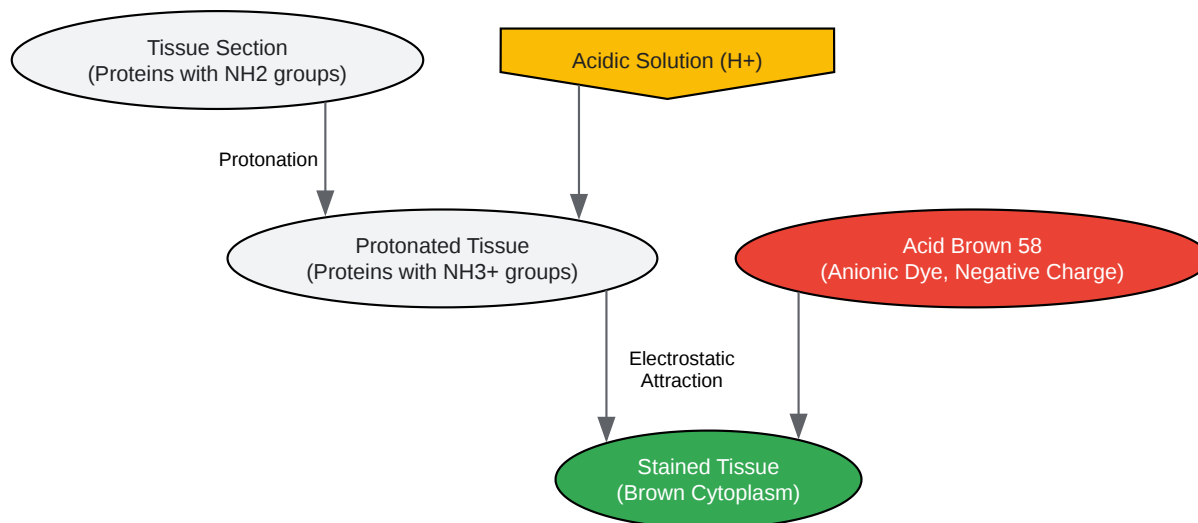 Tissue Section
(Proteins with NH2 groups)
Acidic Solution (H+)
Protonation
Protonated Tissue
(Proteins with NH3+ groups)
Acid Brown 58
(Anionic Dye, Negative Charge)
Electrostatic
Attraction
Stained Tissue
(Brown Cytoplasm)